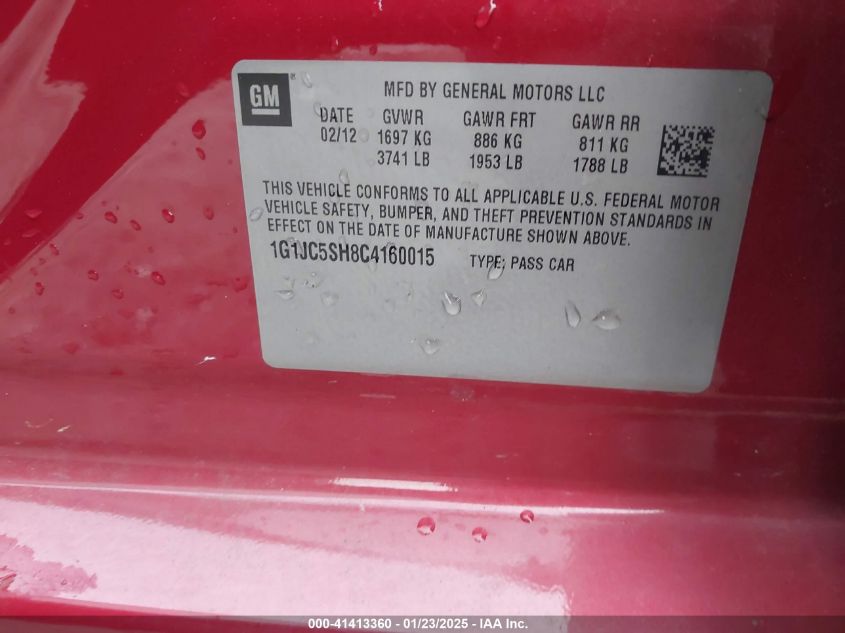 GM
MFD BY GENERAL MOTORS LLC
DATE GVWR GAWR FRT GAWR RR
02/12 1697 KG 886 KG 811 KG
3741 LB 1953 LB 1788 LB
THIS VEHICLE CONFORMS TO ALL APPLICABLE U.S. FEDERAL MOTOR
VEHICLE SAFETY, BUMPER, AND THEFT PREVENTION STANDARDS IN
EFFECT ON THE DATE OF MANUFACTURE SHOWN ABOVE.
1G1JC5SH8C4160015 TYPE: PASS CAR
000-41413360 - 01/23/2025 - IAA Inc.